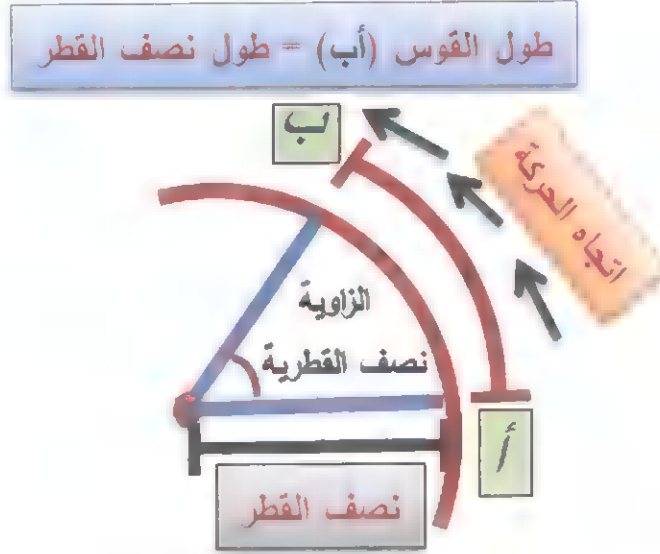 طول القوس (أب) = طول نصف القطر
ب
اتجاه الحركة
الزاوية
نصف القطرية
أ
نصف القطر